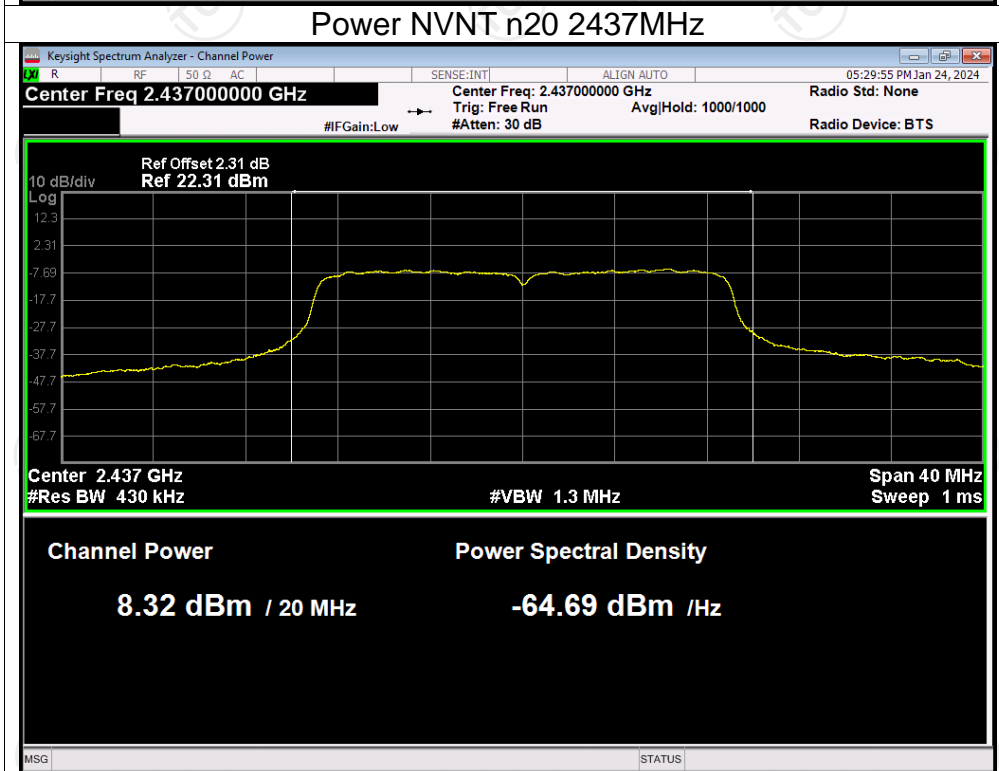 Power NVNT n20 2437MHz
Keysight Spectrum Analyzer - Channel Power
LXI R RF 50 Ω AC SENSE:INT ALIGN AUTO 05:29:55 PM Jan 24, 2024
Center Freq 2.437000000 GHz Center Freq: 2.437000000 GHz Radio Std: None
Trig: Free Run Avg|Hold: 1000/1000
#IFGain:Low #Atten: 30 dB Radio Device: BTS
Ref Offset 2.31 dB
10 dB/div Ref 22.31 dBm
Log
12.3
2.31
-7.69
-17.7
-27.7
-37.7
-47.7
-57.7
-67.7
Center 2.437 GHz Span 40 MHz
#Res BW 430 kHz #VBW 1.3 MHz Sweep 1 ms
Channel Power Power Spectral Density
8.32 dBm / 20 MHz -64.69 dBm /Hz
MSG STATUS